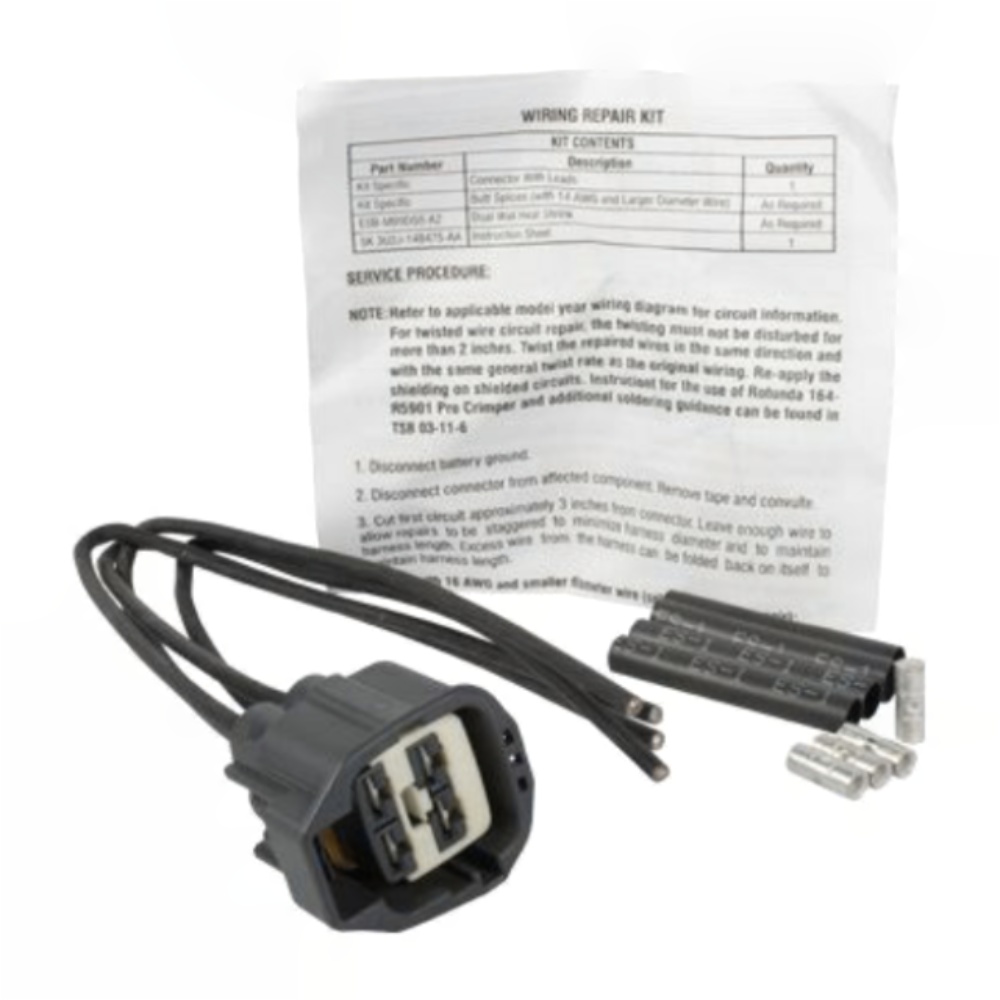 WIRING REPAIR KIT
KIT CONTENTS
Part Number Description Quantity
Kit Specific Connector With Leads 1
Kit Specific Butt Splices (with 14 AWG and Larger Diameter Wire) As Required
Dual Wall Heat Shrink As Required
Instruction Sheet 1
SERVICE PROCEDURE:
NOTE: Refer to applicable model year wiring diagram for circuit information.
For twisted wire circuit repair, the twisting must not be disturbed for
more than 2 inches. Twist the repaired wires in the same direction and
with the same general twist rate as the original wiring. Re-apply the
shielding on shielded circuits. Instruciont for the use of Rotunda 164-
R5901 Pro Crimper and additional soldering guidance can be found in
TSB 03-11-6
1. Disconnect battery ground.
2. Disconnect connector from affected component. Remove tape and convulte.
3. Cut first circuit approximately 3 inches from connector. Leave enough wire to
allow repairs to be staggered to minimize harness diameter and to maintain
harness length. Excess wire from the harness can be folded back on itself to
maintain harness length.
16 AWG and smaller wire